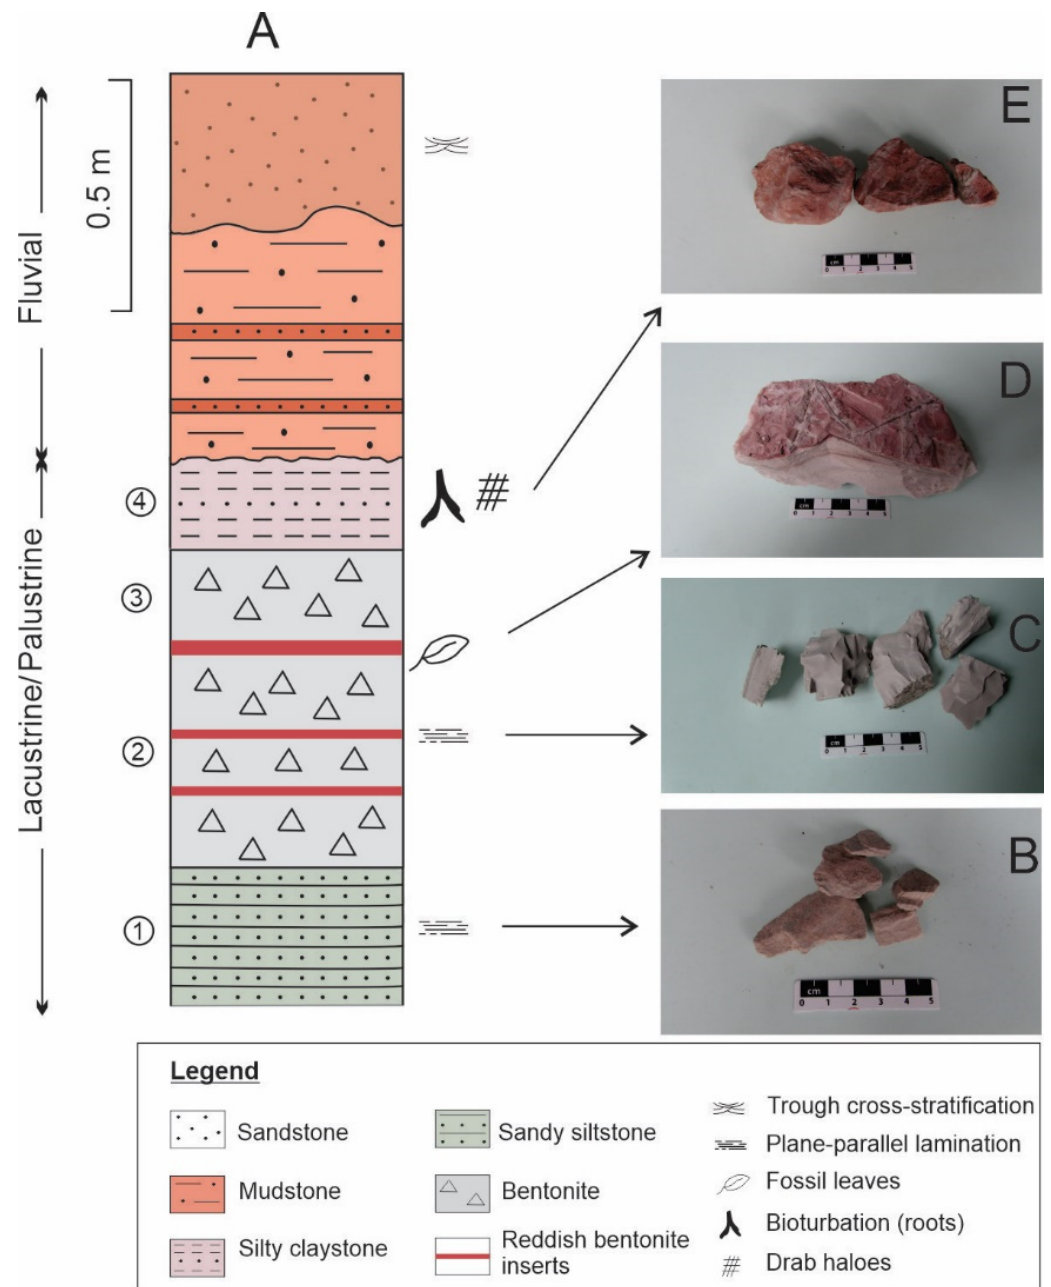 A
0.5 m
Fluvial
Lacustrine/Palustrine
④
③
②
①
E
cm
0 1 2 3 4 5
D
cm
0 1 2 3 4 5
C
cm
0 1 2 3 4 5
B
cm
0 1 2 3 4 5
Legend
Sandstone
Mudstone
Silty claystone
Sandy siltstone
Bentonite
Reddish bentonite
inserts
Trough cross-stratification
Plane-parallel lamination
Fossil leaves
Bioturbation (roots)
Drab haloes